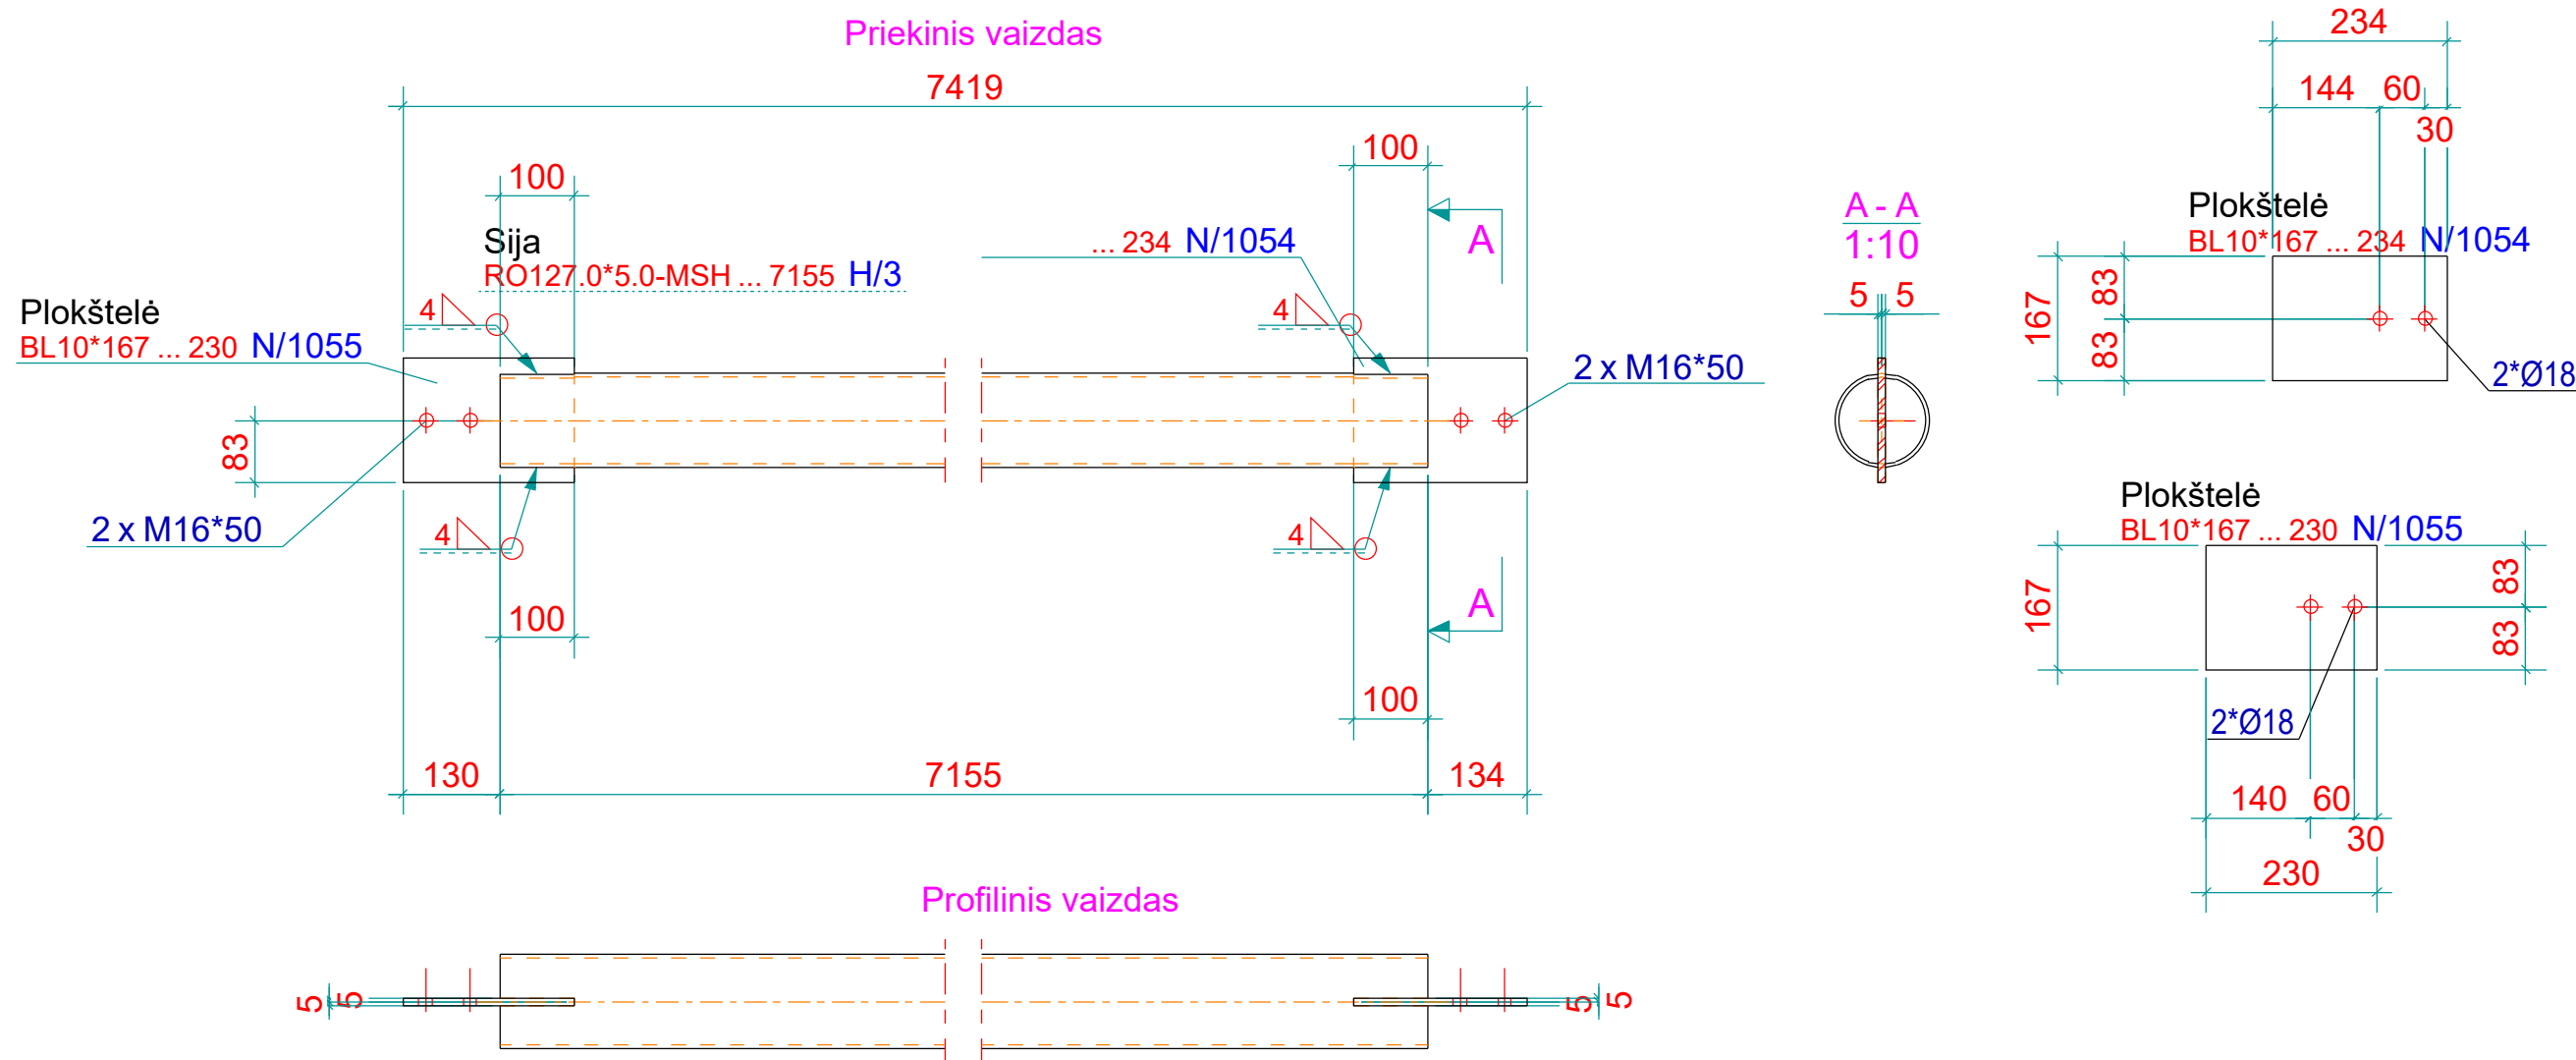 Priekinis vaizdas
7419
100
100
Sija
RO127.0*5.0-MSH ... 7155 H/3
... 234 N/1054
A
4
4
Plokštelė
BL10*167 ... 230 N/1055
2 x M16*50
83
2 x M16*50
4
4
A
100
100
130
7155
134
A - A
1:10
5
5
234
144
60
30
Plokštelė
BL10*167 ... 234 N/1054
167
83
83
2*Ø18
Plokštelė
BL10*167 ... 230 N/1055
167
83
83
2*Ø18
140
60
30
230
Profilinis vaizdas
5
5
5
5